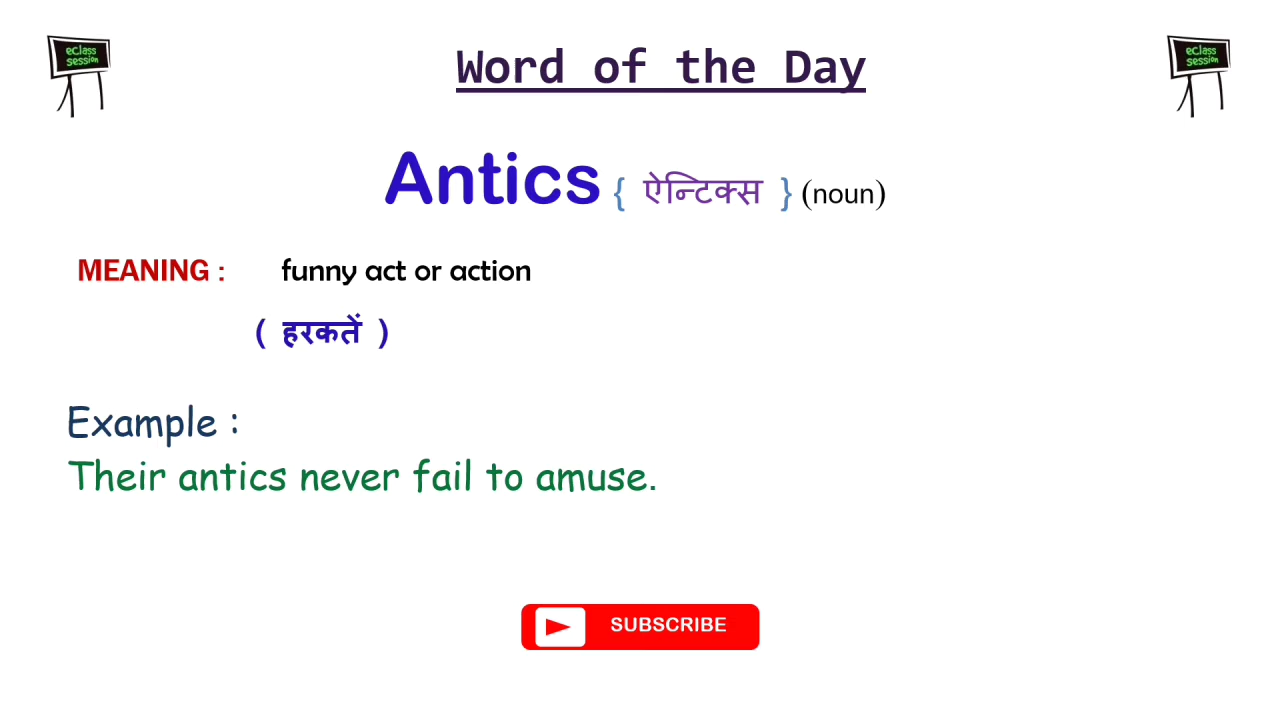 eclass
session
Word of the Day
eclass
session
Antics { ऐन्टिक्स } (noun)
MEANING : funny act or action
( हरकतें )
Example :
Their antics never fail to amuse.
SUBSCRIBE